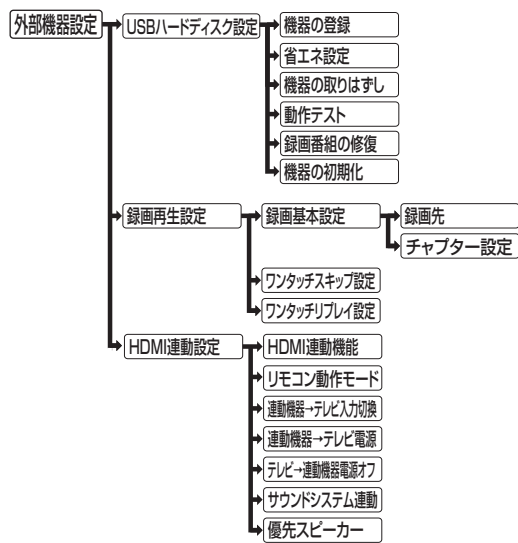 外部機器設定
USBハードディスク設定
機器の登録
省エネ設定
機器の取りはずし
動作テスト
録画番組の修復
機器の初期化
録画再生設定
録画基本設定
録画先
チャプター設定
ワンタッチスキップ設定
ワンタッチリプレイ設定
HDMI連動設定
HDMI連動機能
リモコン動作モード
連動機器→テレビ入力切換
連動機器→テレビ電源
テレビ→連動機器電源オフ
サウンドシステム連動
優先スピーカー